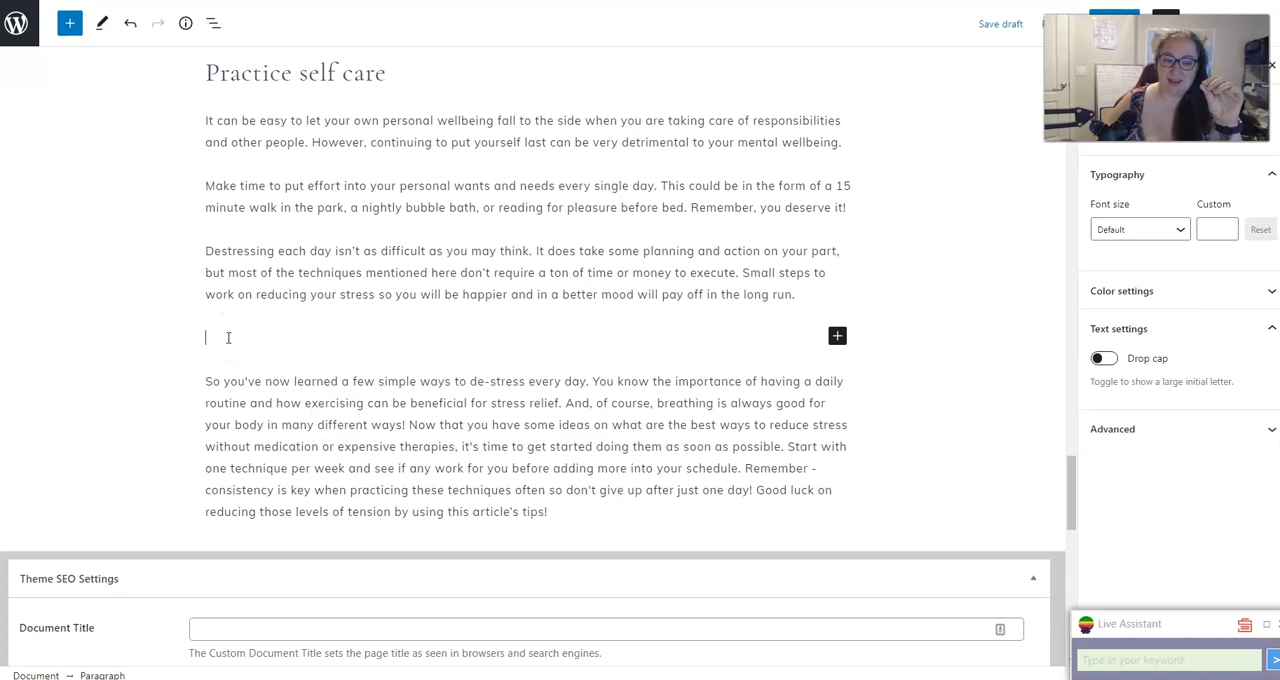 Save draft
Practice self care
It can be easy to let your own personal wellbeing fall to the side when you are taking care of responsibilities
and other people. However, continuing to put yourself last can be very detrimental to your mental wellbeing.
Make time to put effort into your personal wants and needs every single day. This could be in the form of a 15
minute walk in the park, a nightly bubble bath, or reading for pleasure before bed. Remember, you deserve it!
Destressing each day isn't as difficult as you may think. It does take some planning and action on your part,
but most of the techniques mentioned here don't require a ton of time or money to execute. Small steps to
work on reducing your stress so you will be happier and in a better mood will pay off in the long run.
So you've now learned a few simple ways to de-stress every day. You know the importance of having a daily
routine and how exercising can be beneficial for stress relief. And, of course, breathing is always good for
your body in many different ways! Now that you have some ideas on what are the best ways to reduce stress
without medication or expensive therapies, it's time to get started doing them as soon as possible. Start with
one technique per week and see if any work for you before adding more into your schedule. Remember -
consistency is key when practicing these techniques often so don't give up after just one day! Good luck on
reducing those levels of tension by using this article's tips!
Theme SEO Settings
Document Title
The Custom Document Title sets the page title as seen in browsers and search engines.
Document → Paragraph
Typography
Font size Custom
Default Reset
Color settings
Text settings
Drop cap
Toggle to show a large initial letter.
Advanced
Live Assistant
Type in your keyword...